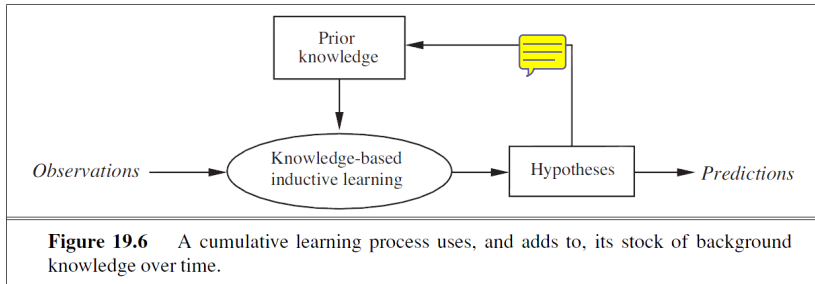 Prior
knowledge
Observations
Knowledge-based
inductive learning
Hypotheses
Predictions
Figure 19.6 A cumulative learning process uses, and adds to, its stock of background
knowledge over time.